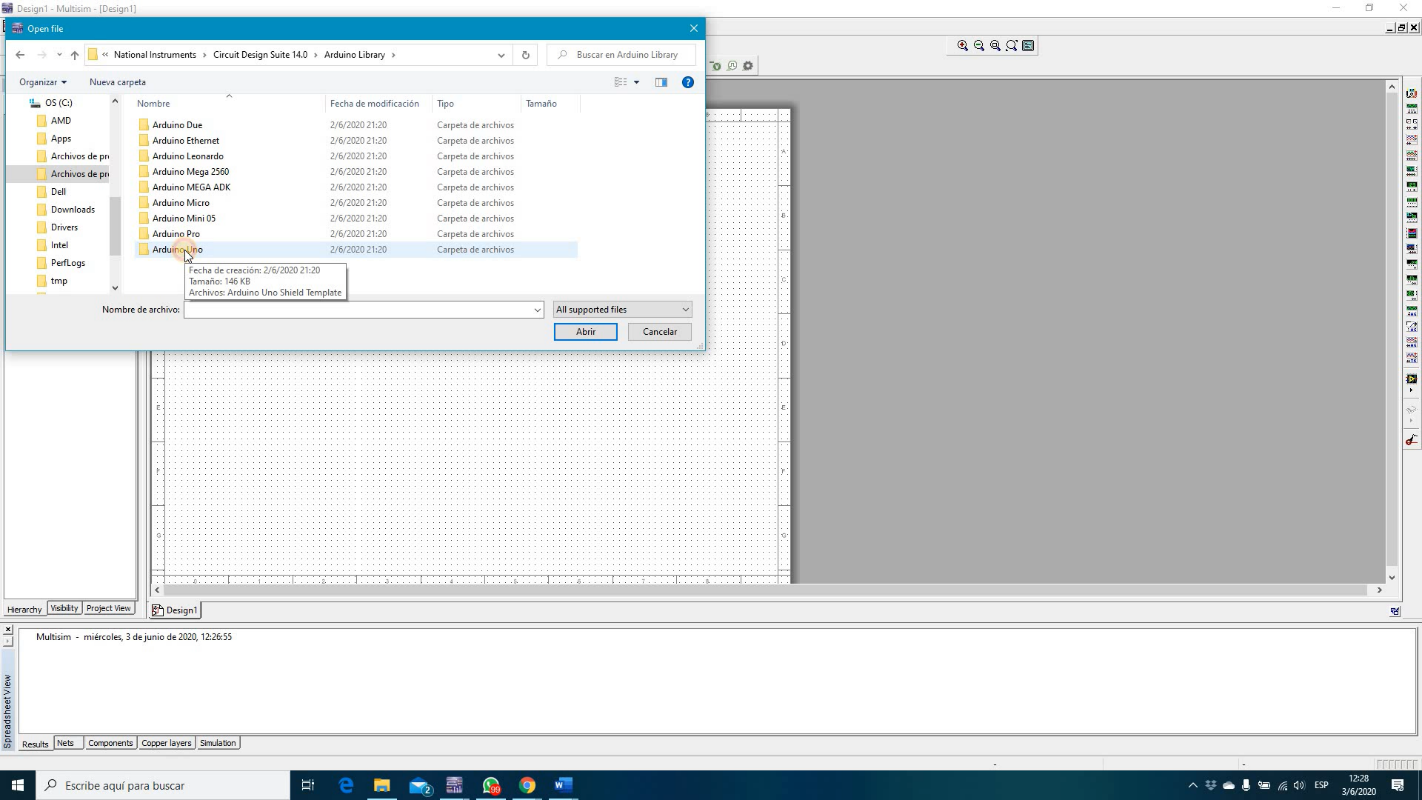 Design1 - Multisim - [Design1]
Open file
« National Instruments > Circuit Design Suite 14.0 > Arduino Library >
Buscar en Arduino Library
Organizar
Nueva carpeta
OS (C:)
AMD
Apps
Archivos de pr
Archivos de pr
Dell
Downloads
Drivers
Intel
PerfLogs
tmp
Nombre Fecha de modificación Tipo Tamaño
Arduino Due 2/6/2020 21:20 Carpeta de archivos
Arduino Ethernet 2/6/2020 21:20 Carpeta de archivos
Arduino Leonardo 2/6/2020 21:20 Carpeta de archivos
Arduino Mega 2560 2/6/2020 21:20 Carpeta de archivos
Arduino MEGA ADK 2/6/2020 21:20 Carpeta de archivos
Arduino Micro 2/6/2020 21:20 Carpeta de archivos
Arduino Mini 05 2/6/2020 21:20 Carpeta de archivos
Arduino Pro 2/6/2020 21:20 Carpeta de archivos
Arduino Uno 2/6/2020 21:20 Carpeta de archivos
Fecha de creación: 2/6/2020 21:20
Tamaño: 146 KB
Archivos: Arduino Uno Shield Template
Nombre de archivo:
All supported files
Abrir
Cancelar
Hierarchy Visibility Project View
Design1
Multisim - miércoles, 3 de junio de 2020, 12:26:55
Spreadsheet View
Results Nets Components Copper layers Simulation
Escribe aquí para buscar
2
99
ESP
12:28
3/6/2020